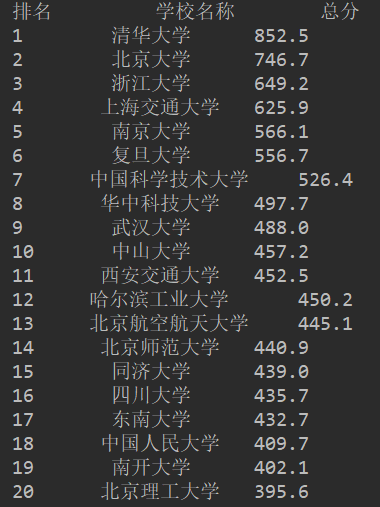 排名 学校名称 总分
1 清华大学 852.5
2 北京大学 746.7
3 浙江大学 649.2
4 上海交通大学 625.9
5 南京大学 566.1
6 复旦大学 556.7
7 中国科学技术大学 526.4
8 华中科技大学 497.7
9 武汉大学 488.0
10 中山大学 457.2
11 西安交通大学 452.5
12 哈尔滨工业大学 450.2
13 北京航空航天大学 445.1
14 北京师范大学 440.9
15 同济大学 439.0
16 四川大学 435.7
17 东南大学 432.7
18 中国人民大学 409.7
19 南开大学 402.1
20 北京理工大学 395.6